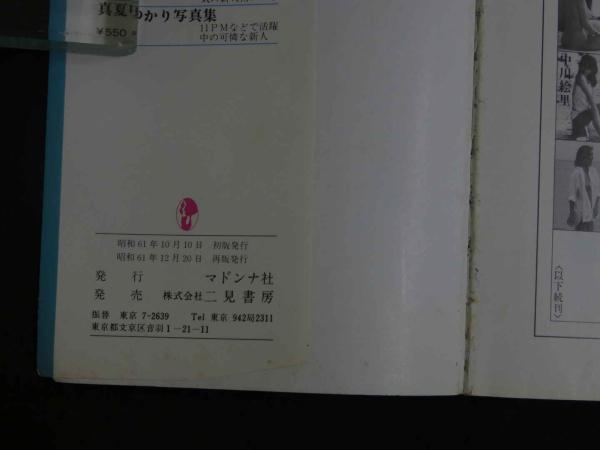 かり写真集
¥550
11PMなどで活躍
中の可憐な新人
昭和61年10月10日 初版発行
昭和61年12月20日 再版発行
発行 マドンナ社
発売 株式会社二見書房
振替 東京 7-2639 Tel 東京 942局2311
東京都文京区音羽1-21-11
中川絵里
〈以下続刊〉